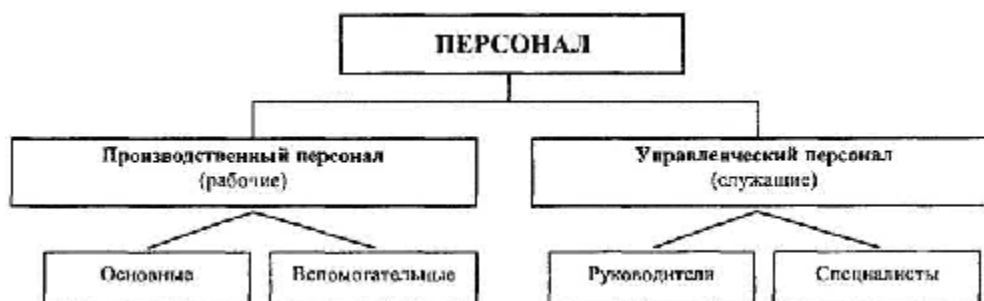 ПЕРСОНАЛ
Производственный персонал
(рабочие)
Управленческий персонал
(служащие)
Основные
Вспомогательные
Руководители
Специалисты